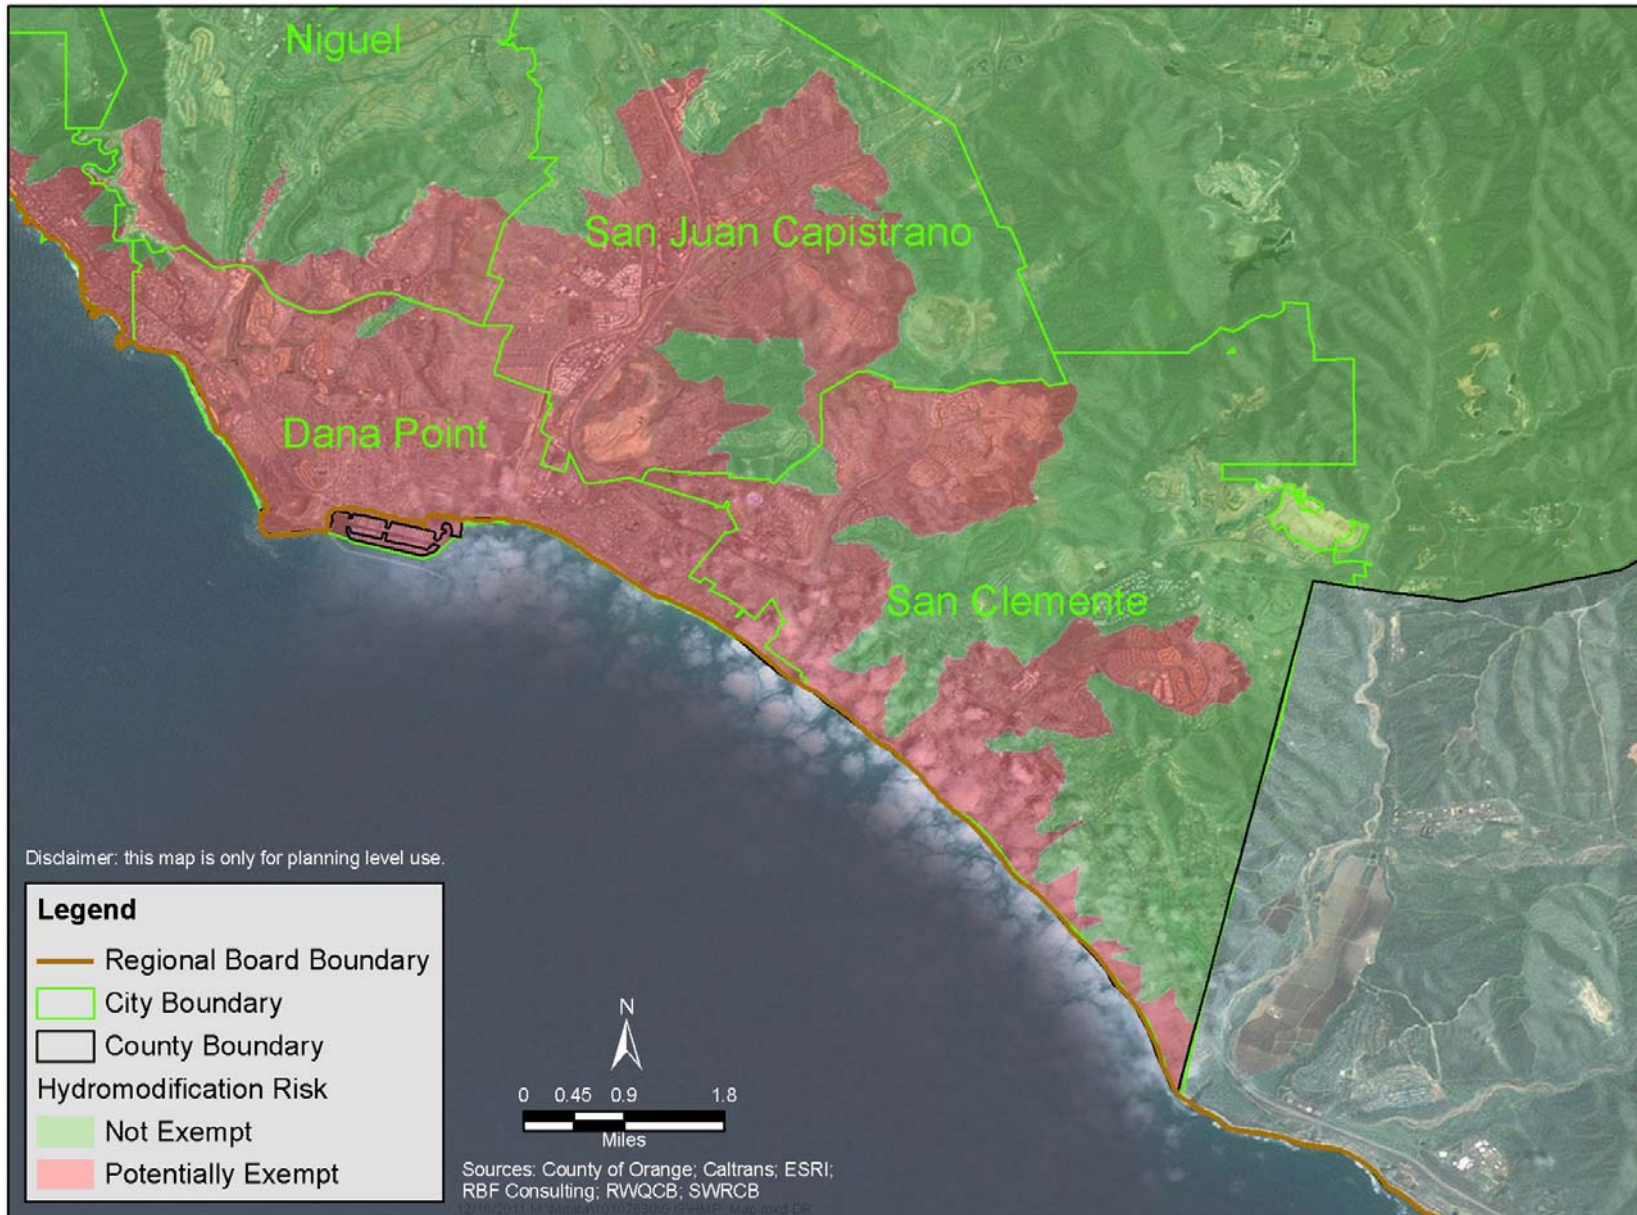 Niguel
San Juan Capistrano
Dana Point
San Clemente
Disclaimer: this map is only for planning level use.
Legend
Regional Board Boundary
City Boundary
County Boundary
Hydromodification Risk
Not Exempt
Potentially Exempt
N
0 0.45 0.9 1.8
Miles
Sources: County of Orange; Caltrans; ESRI;
RBF Consulting; RWQCB; SWRCB